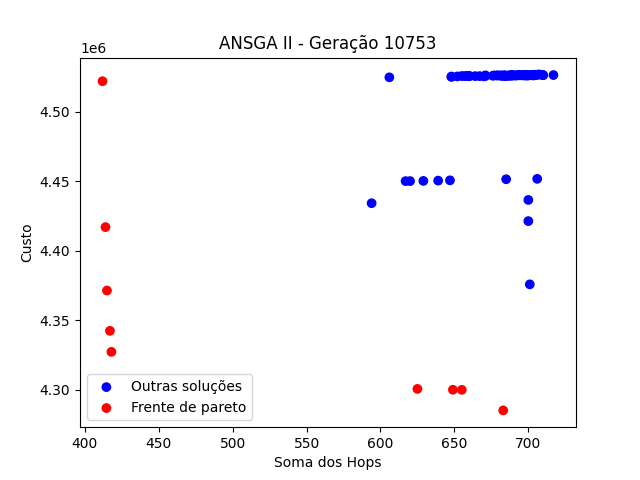 ANSGA II - Geração 10753
1e6
4.50
4.45
4.40
4.35
4.30
Custo
Outras soluções
Frente de pareto
400 450 500 550 600 650 700
Soma dos Hops